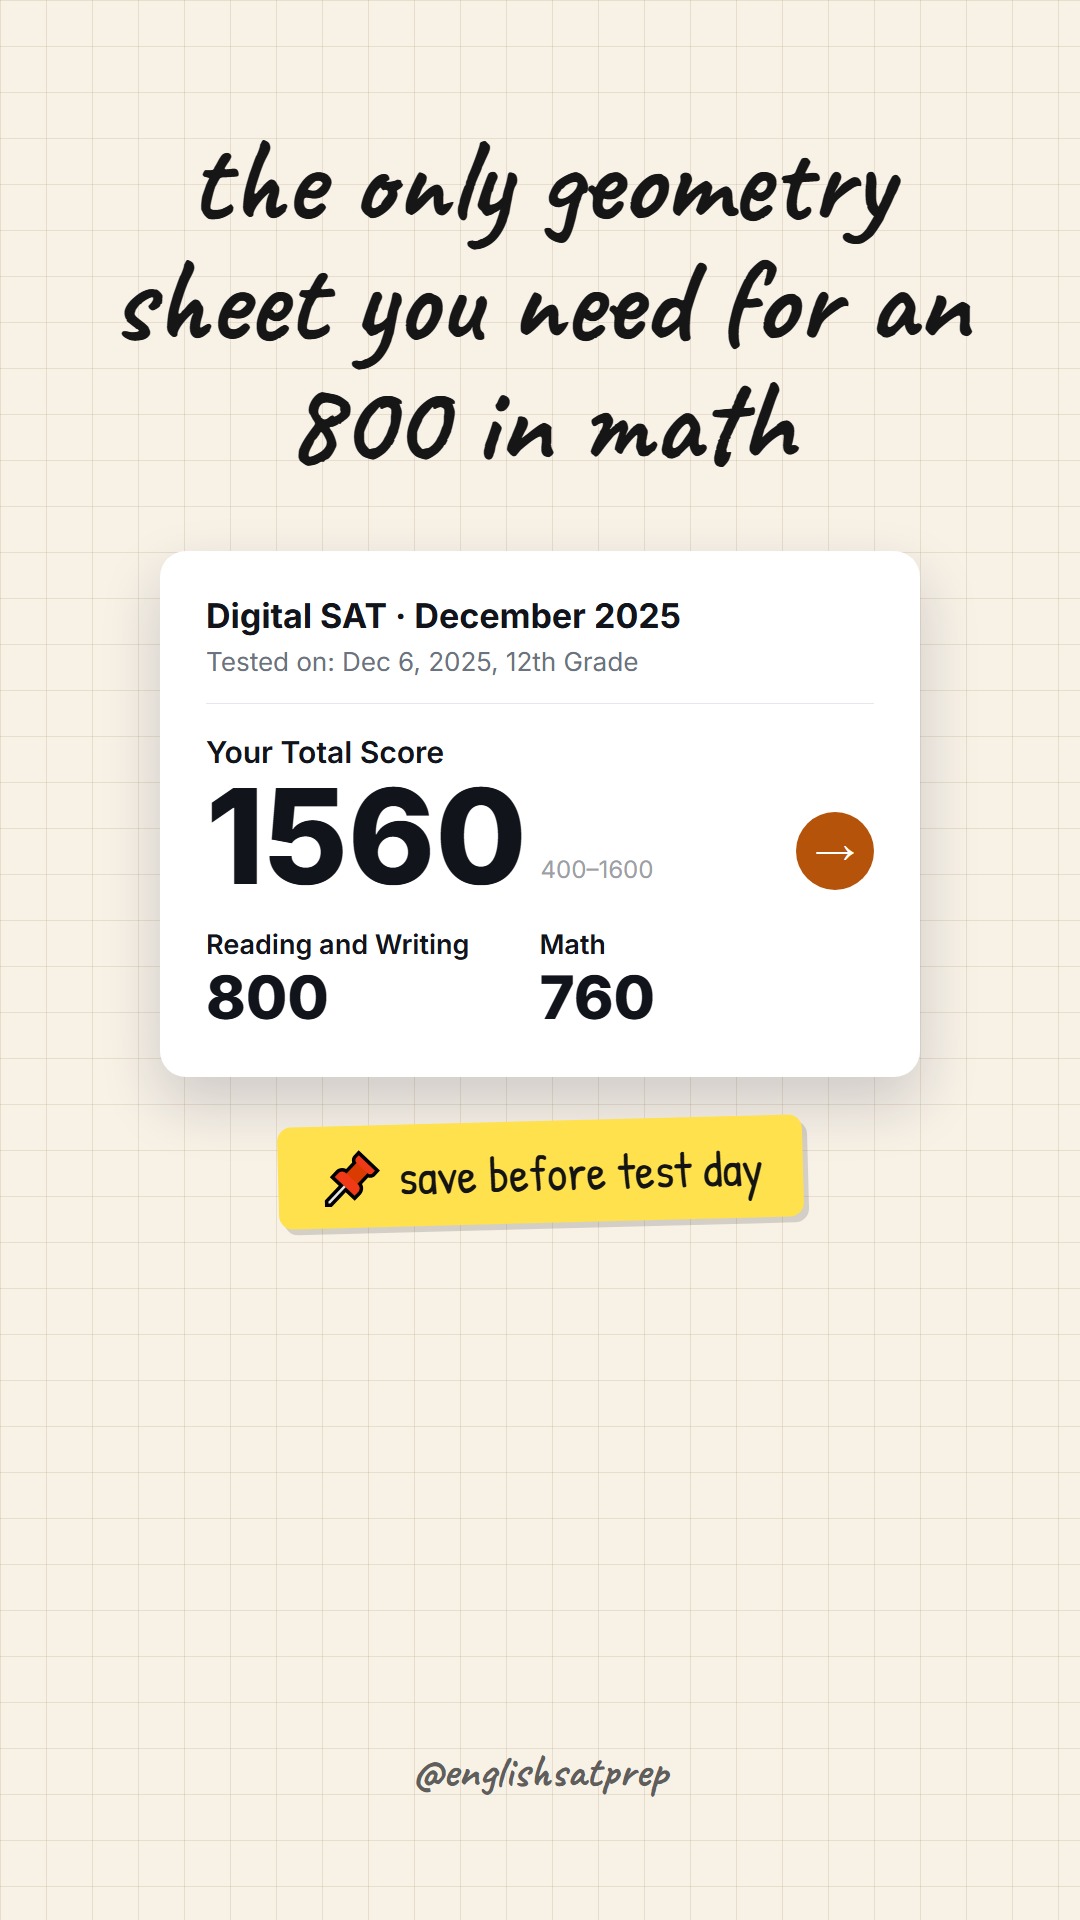 the only geometry
sheet you need for an
800 in math
Digital SAT · December 2025
Tested on: Dec 6, 2025, 12th Grade
Your Total Score
1560 400–1600
→
Reading and Writing Math
800 760
📌 save before test day
@englishsatprep